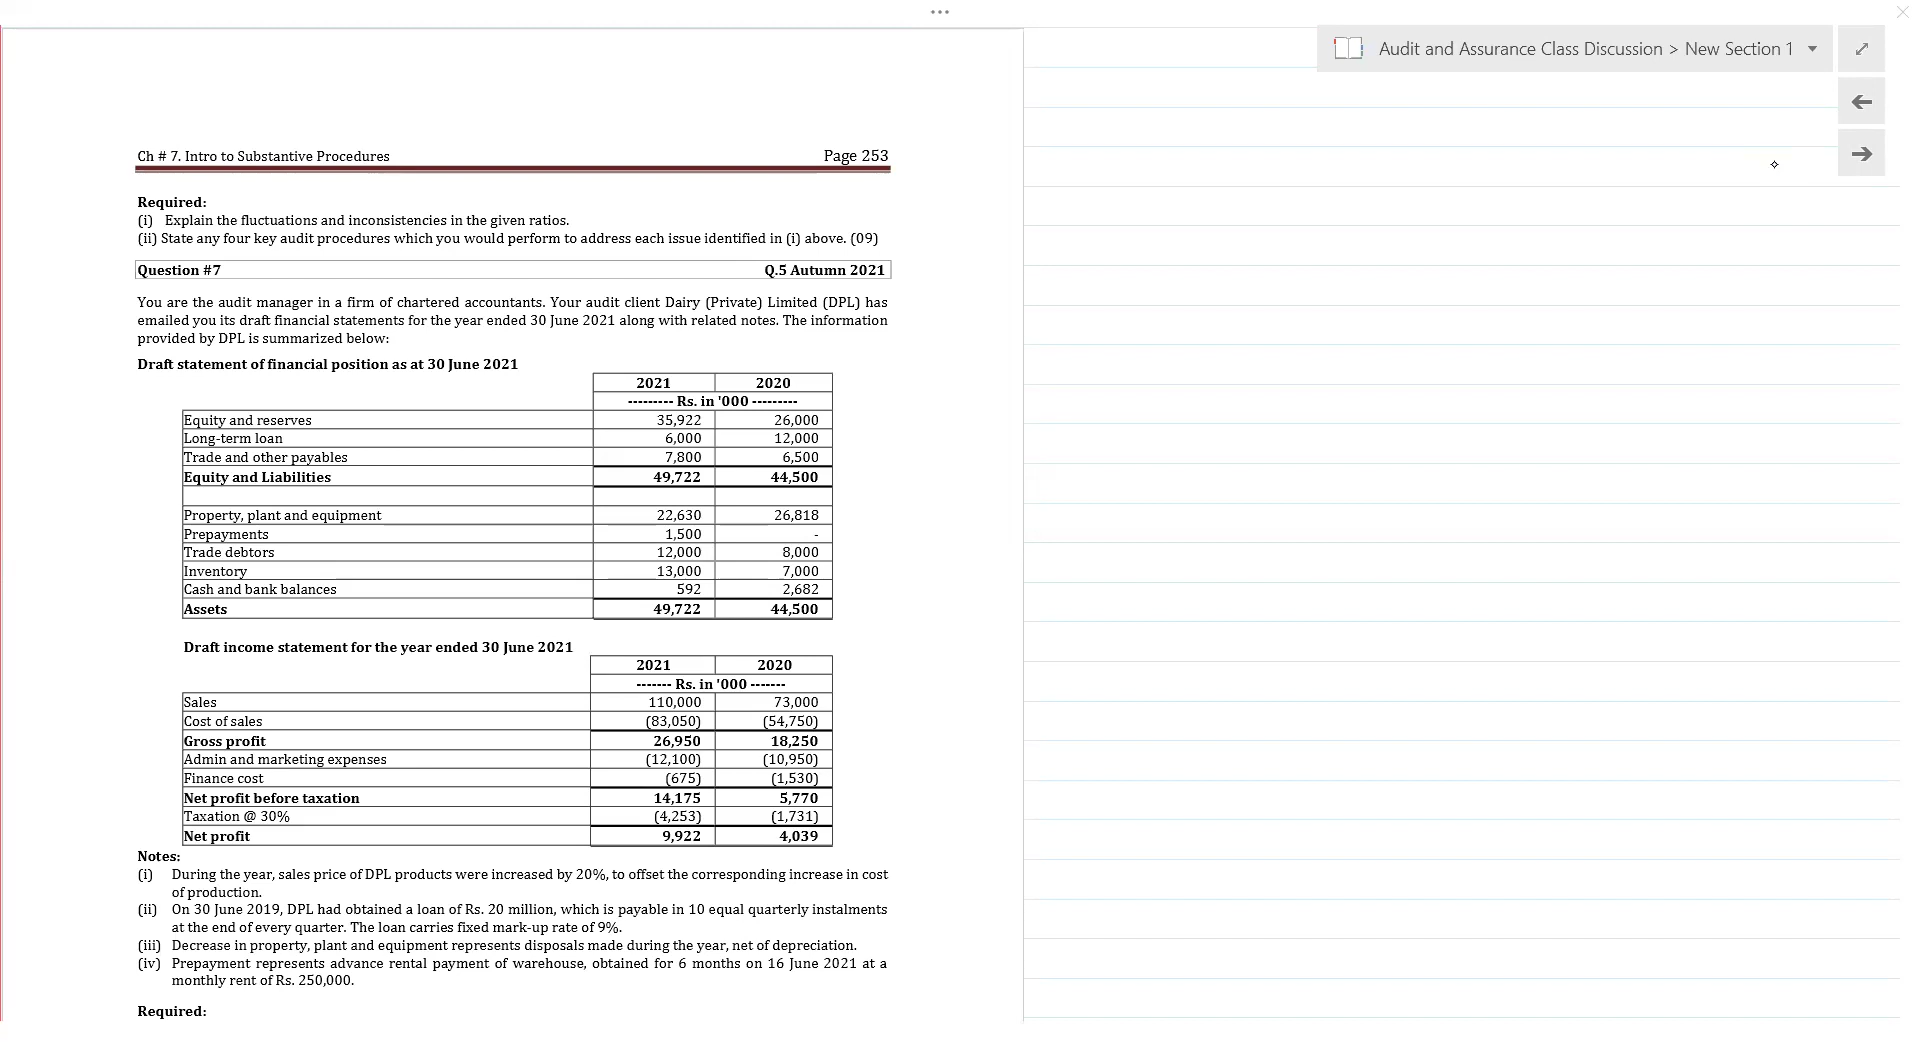 ...
Audit and Assurance Class Discussion > New Section 1
Ch # 7. Intro to Substantive Procedures Page 253
Required:
(i) Explain the fluctuations and inconsistencies in the given ratios.
(ii) State any four key audit procedures which you would perform to address each issue identified in (i) above. (09)
Question #7 Q.5 Autumn 2021
You are the audit manager in a firm of chartered accountants. Your audit client Dairy (Private) Limited (DPL) has
emailed you its draft financial statements for the year ended 30 June 2021 along with related notes. The information
provided by DPL is summarized below:
Draft statement of financial position as at 30 June 2021
2021 2020
--------- Rs. in '000 ---------
Equity and reserves 35,922 26,000
Long-term loan 6,000 12,000
Trade and other payables 7,800 6,500
Equity and Liabilities 49,722 44,500
Property, plant and equipment 22,630 26,818
Prepayments 1,500 -
Trade debtors 12,000 8,000
Inventory 13,000 7,000
Cash and bank balances 592 2,682
Assets 49,722 44,500
Draft income statement for the year ended 30 June 2021
2021 2020
------- Rs. in '000 -------
Sales 110,000 73,000
Cost of sales (83,050) (54,750)
Gross profit 26,950 18,250
Admin and marketing expenses (12,100) (10,950)
Finance cost (675) (1,530)
Net profit before taxation 14,175 5,770
Taxation @ 30% (4,253) (1,731)
Net profit 9,922 4,039
Notes:
(i) During the year, sales price of DPL products were increased by 20%, to offset the corresponding increase in cost
of production.
(ii) On 30 June 2019, DPL had obtained a loan of Rs. 20 million, which is payable in 10 equal quarterly instalments
at the end of every quarter. The loan carries fixed mark-up rate of 9%.
(iii) Decrease in property, plant and equipment represents disposals made during the year, net of depreciation.
(iv) Prepayment represents advance rental payment of warehouse, obtained for 6 months on 16 June 2021 at a
monthly rent of Rs. 250,000.
Required: